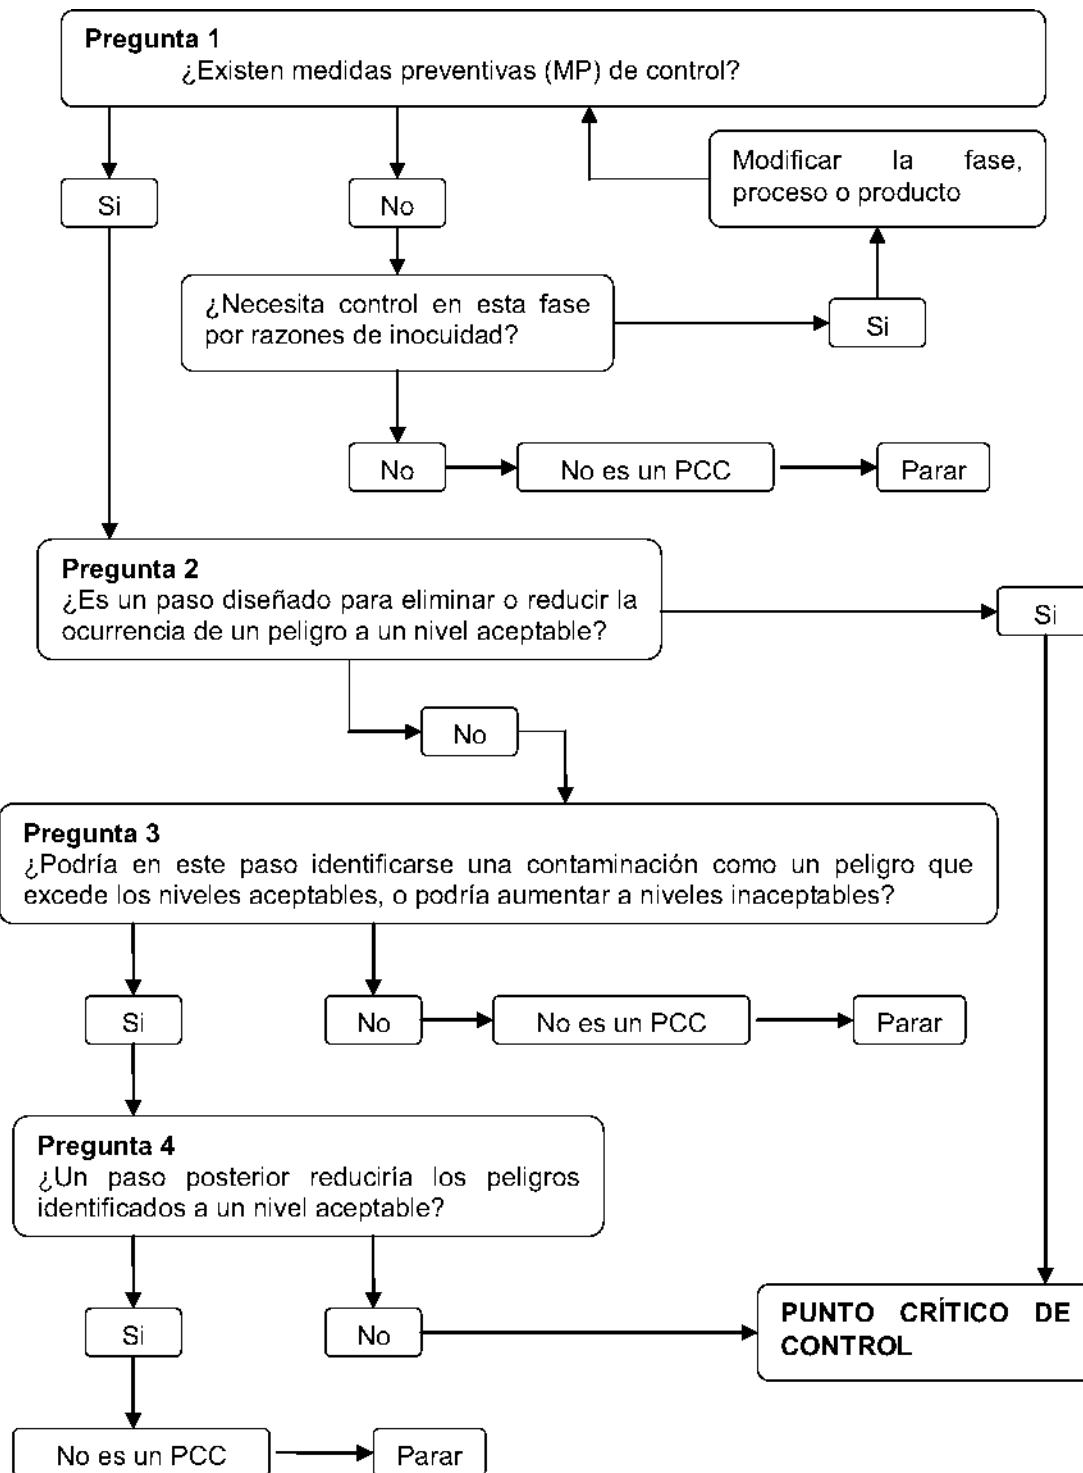 Pregunta 1
¿Existen medidas preventivas (MP) de control?
Modificar la fase,
proceso o producto
Si
No
¿Necesita control en esta fase
por razones de inocuidad?
Si
No
No es un PCC
Parar
Pregunta 2
¿Es un paso diseñado para eliminar o reducir la
ocurrencia de un peligro a un nivel aceptable?
Si
No
Pregunta 3
¿Podría en este paso identificarse una contaminación como un peligro que
excede los niveles aceptables, o podría aumentar a niveles inaceptables?
Si
No
No es un PCC
Parar
Pregunta 4
¿Un paso posterior reduciría los peligros
identificados a un nivel aceptable?
Si
No
PUNTO CRÍTICO DE
CONTROL
No es un PCC
Parar